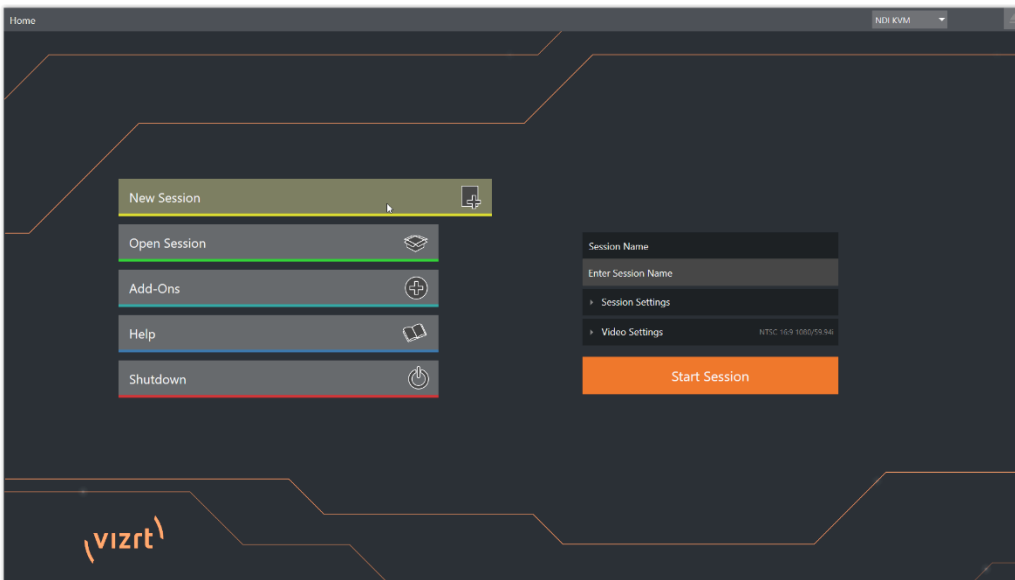 Home
NDI KVM
New Session
Open Session
Add-Ons
Help
Shutdown
Session Name
Enter Session Name
Session Settings
Video Settings
NTSC 16:9 1080/59.94i
Start Session
vizrt